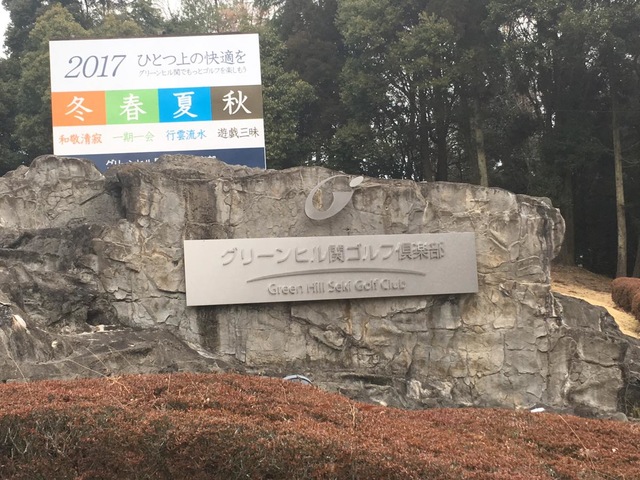 2017 ひとつ上の快適を
グリーンヒル関でもっとゴルフを楽しもう
冬 春 夏 秋
和敬清寂 一期一会 行雲流水 遊戯三昧
グリーンヒル関ゴルフ倶楽部
Green Hill Seki Golf Club